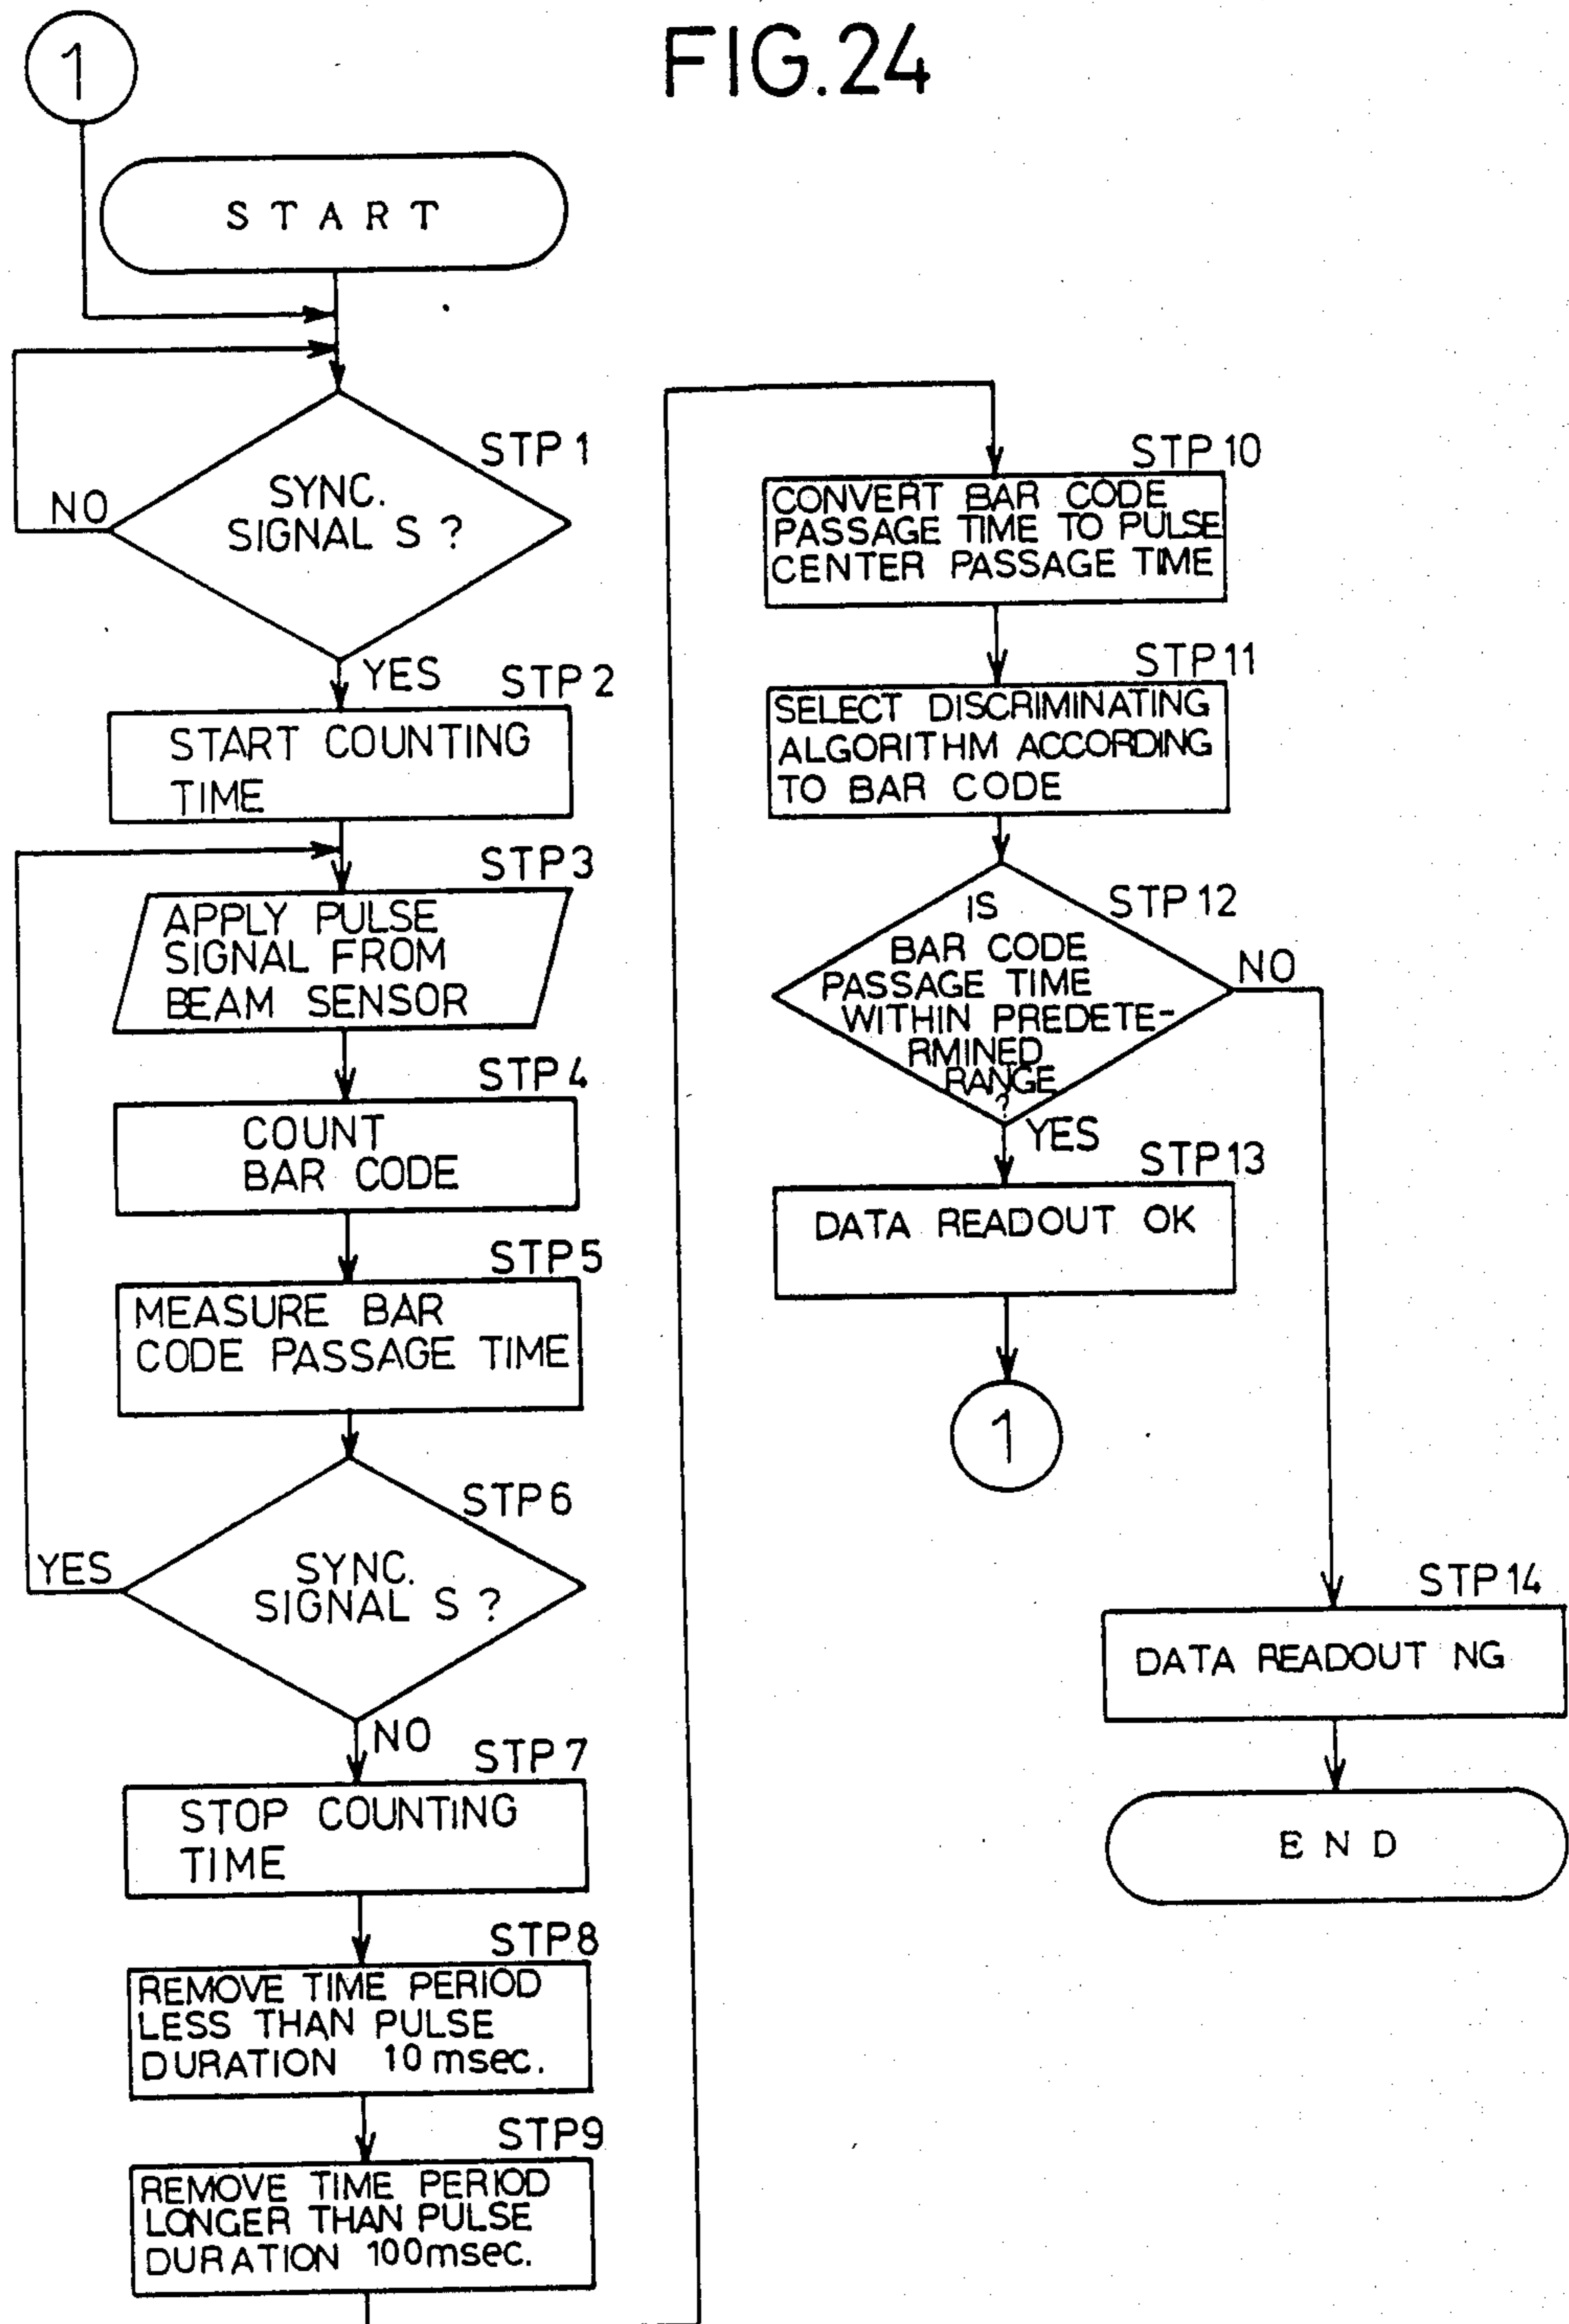 FIG.24
1
START
STP1
SYNC.
SIGNAL S ?
NO
YES
STP2
START COUNTING
TIME
STP3
APPLY PULSE
SIGNAL FROM
BEAM SENSOR
STP4
COUNT
BAR CODE
STP5
MEASURE BAR
CODE PASSAGE TIME
STP6
SYNC.
SIGNAL S ?
YES
NO
STP7
STOP COUNTING
TIME
STP8
REMOVE TIME PERIOD
LESS THAN PULSE
DURATION 10 msec.
STP9
REMOVE TIME PERIOD
LONGER THAN PULSE
DURATION 100msec.
STP10
CONVERT BAR CODE
PASSAGE TIME TO PULSE
CENTER PASSAGE TIME
STP11
SELECT DISCRIMINATING
ALGORITHM ACCORDING
TO BAR CODE
STP12
IS
BAR CODE
PASSAGE TIME
WITHIN PREDETE-
RMINED
RANGE
?
NO
YES
STP13
DATA READOUT OK
1
STP14
DATA READOUT NG
END